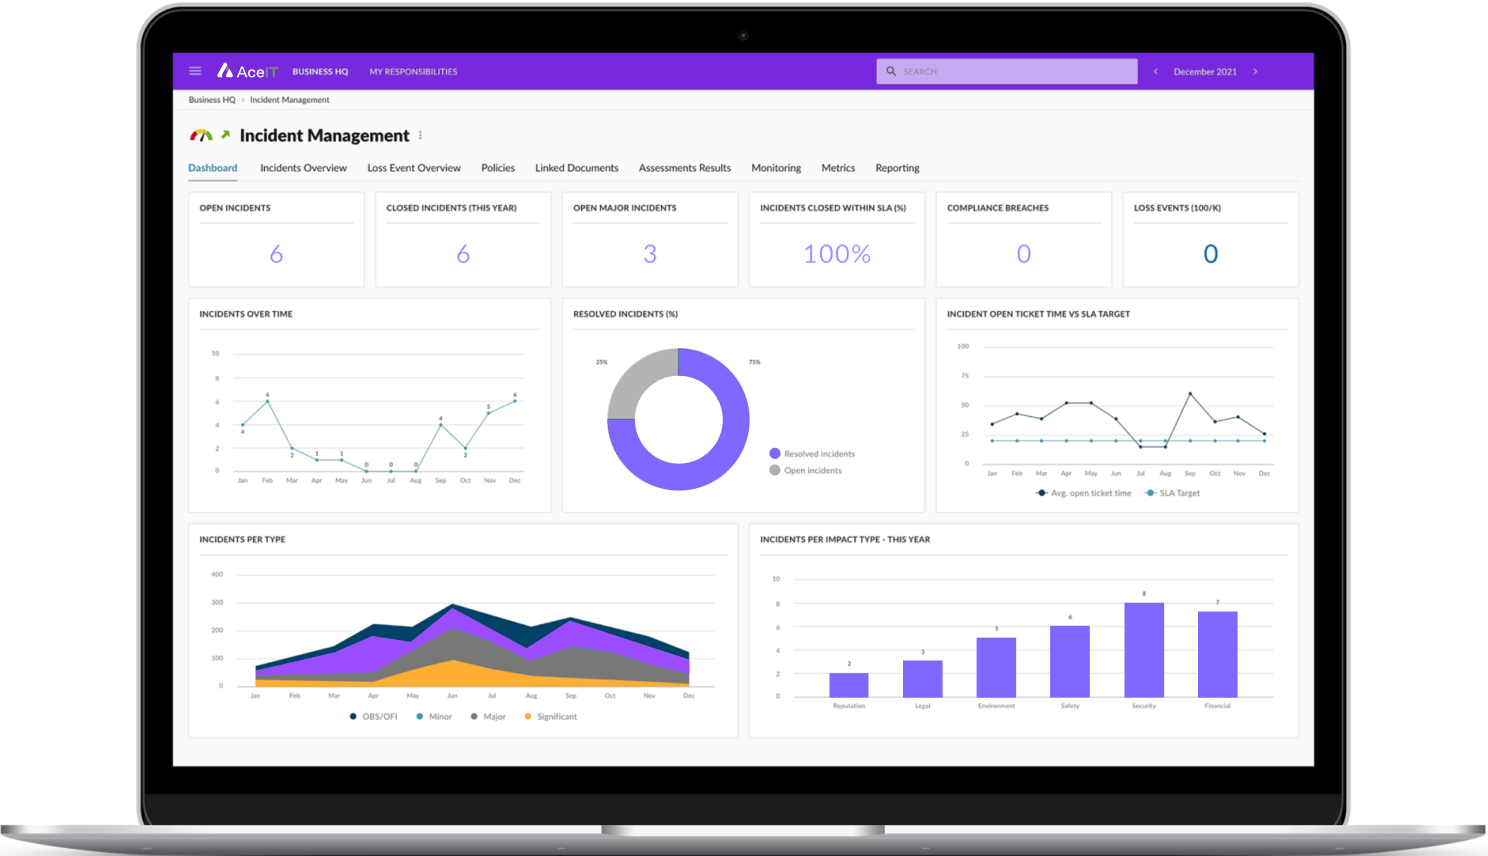 AceIT BUSINESS HQ MY RESPONSIBILITIES SEARCH December 2021
Business HQ › Incident Management
Incident Management
Dashboard Incidents Overview Loss Event Overview Policies Linked Documents Assessments Results Monitoring Metrics Reporting
OPEN INCIDENTS
6
CLOSED INCIDENTS (THIS YEAR)
6
OPEN MAJOR INCIDENTS
3
INCIDENTS CLOSED WITHIN SLA (%)
100%
COMPLIANCE BREACHES
0
LOSS EVENTS (100/K)
0
INCIDENTS OVER TIME
10
8
6
4
2
0
4 6 2 1 1 0 0 0 4 2 5 6
Jan Feb Mar Apr May Jun Jul Aug Sep Oct Nov Dec
RESOLVED INCIDENTS (%)
25% 75%
Resolved incidents
Open incidents
INCIDENT OPEN TICKET TIME VS SLA TARGET
100
75
50
25
0
Jan Feb Mar Apr May Jun Jul Aug Sep Oct Nov Dec
Avg. open ticket time SLA Target
INCIDENTS PER TYPE
400
300
200
100
0
Jan Feb Mar Apr May Jun Jul Aug Sep Oct Nov Dec
OBS/OFI Minor Major Significant
INCIDENTS PER IMPACT TYPE - THIS YEAR
10
8
6
4
2
0
2 3 5 6 8 7
Reputation Legal Environment Safety Security Financial